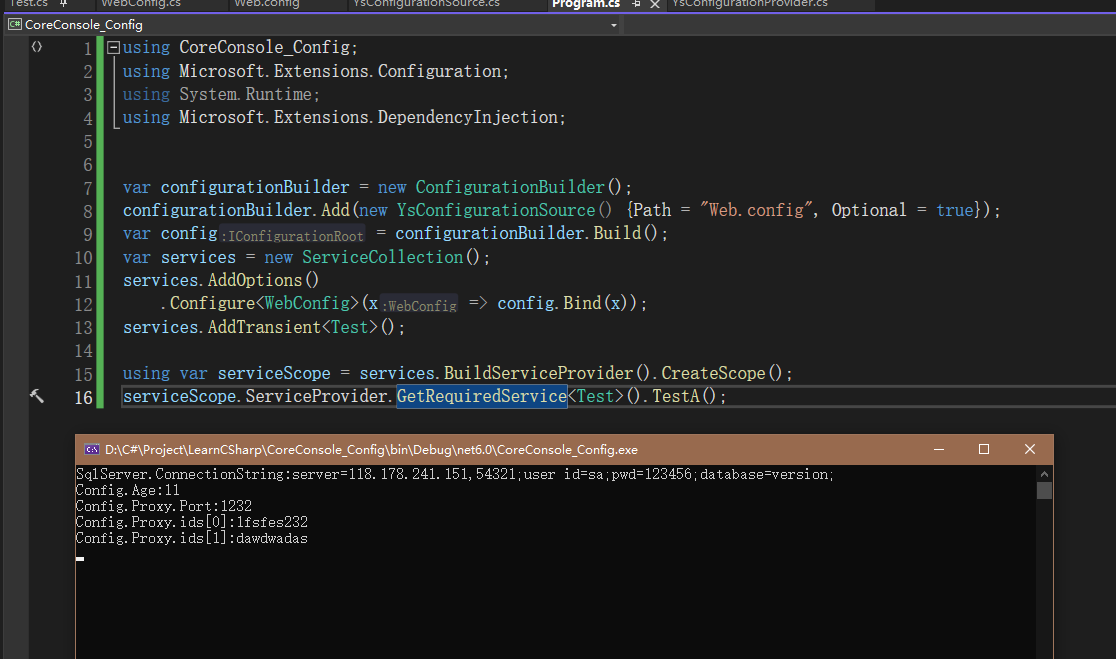 Test.cs WebConfig.cs Web.config YsConfigurationSource.cs Program.cs YsConfigurationProvider.cs
C# CoreConsole_Config
1 using CoreConsole_Config;
2 using Microsoft.Extensions.Configuration;
3 using System.Runtime;
4 using Microsoft.Extensions.DependencyInjection;
5
6
7 var configurationBuilder = new ConfigurationBuilder();
8 configurationBuilder.Add(new YsConfigurationSource() {Path = "Web.config", Optional = true});
9 var config :IConfigurationRoot = configurationBuilder.Build();
10 var services = new ServiceCollection();
11 services.AddOptions()
12 .Configure<WebConfig>(x :WebConfig => config.Bind(x));
13 services.AddTransient<Test>();
14
15 using var serviceScope = services.BuildServiceProvider().CreateScope();
16 serviceScope.ServiceProvider.GetRequiredService<Test>().TestA();
D:\C#\Project\LearnCSharp\CoreConsole_Config\bin\Debug\net6.0\CoreConsole_Config.exe
SqlServer.ConnectionString:server=118.178.241.151,54321;user id=sa;pwd=123456;database=version;
Config.Age:11
Config.Proxy.Port:1232
Config.Proxy.ids[0]:1fsfes232
Config.Proxy.ids[1]:dawdwadas